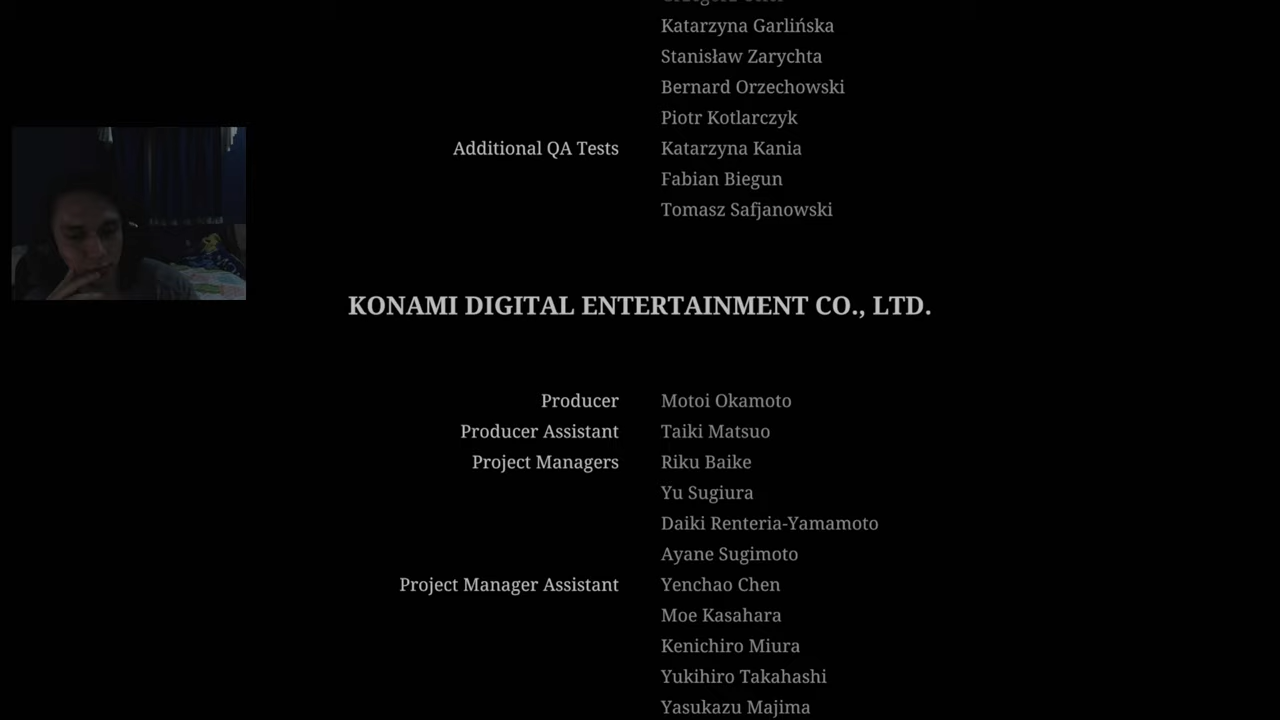 Katarzyna Garlińska
Stanisław Zarychta
Bernard Orzechowski
Piotr Kotlarczyk
Additional QA Tests Katarzyna Kania
Fabian Biegun
Tomasz Safjanowski
KONAMI DIGITAL ENTERTAINMENT CO., LTD.
Producer Motoi Okamoto
Producer Assistant Taiki Matsuo
Project Managers Riku Baike
Yu Sugiura
Daiki Renteria-Yamamoto
Ayane Sugimoto
Project Manager Assistant Yenchao Chen
Moe Kasahara
Kenichiro Miura
Yukihiro Takahashi
Yasukazu Majima